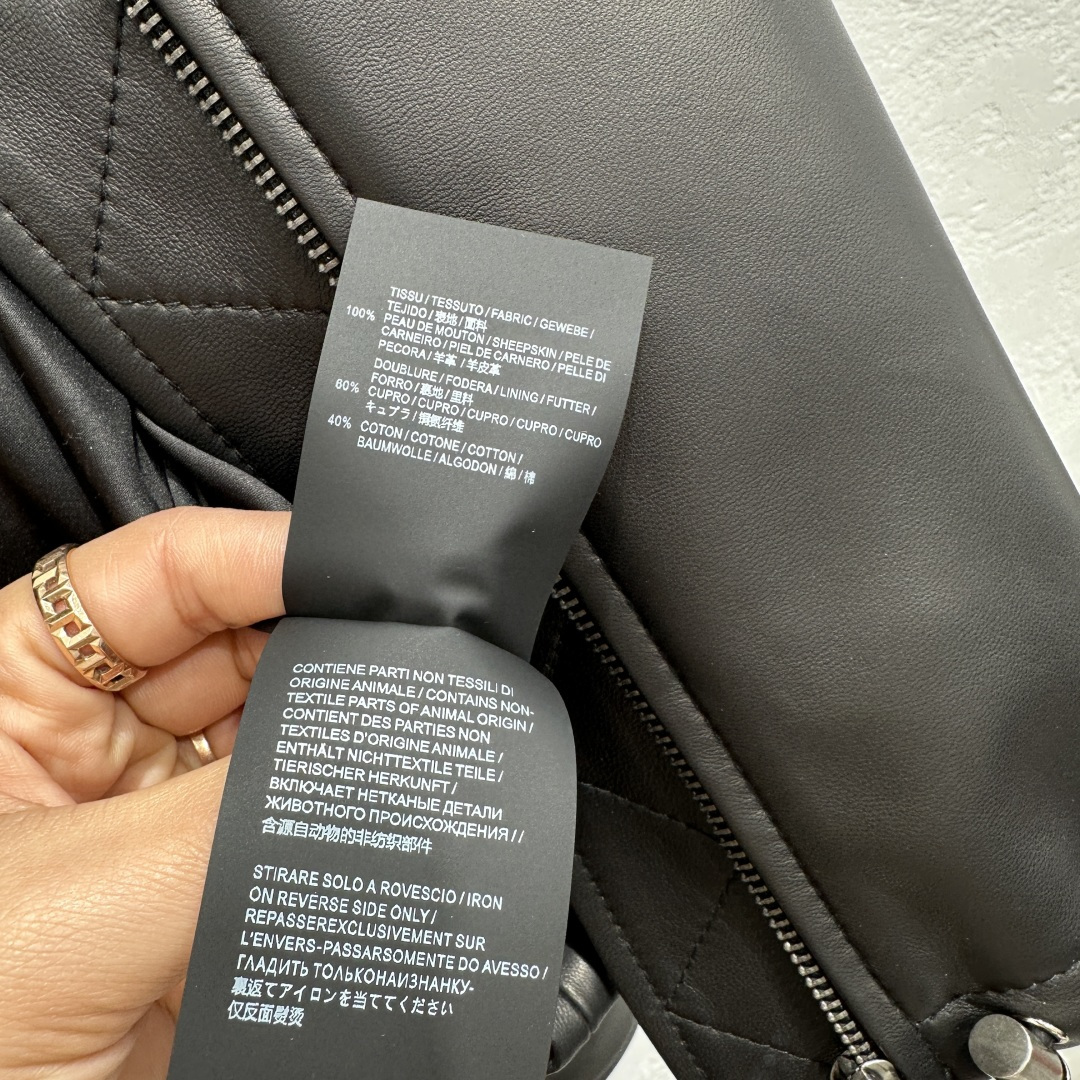 TISSU / TESSUTO / FABRIC / GEWEBE /
TEJIDO / 表地 / 面料
100% PEAU DE MOUTON / SHEEPSKIN / PELE DE
CARNEIRO / PIEL DE CARNERO / PELLE DI
PECORA / 羊革 / 羊皮革
DOUBLURE / FODERA / LINING / FUTTER /
FORRO / 裏地 / 里料
60% CUPRO / CUPRO / CUPRO / CUPRO / CUPRO
キュプラ / 铜氨纤维
40% COTON / COTONE / COTTON /
BAUMWOLLE / ALGODON / 綿 / 棉
CONTIENE PARTI NON TESSILI DI
ORIGINE ANIMALE / CONTAINS NON-
TEXTILE PARTS OF ANIMAL ORIGIN /
CONTIENT DES PARTIES NON
TEXTILES D'ORIGINE ANIMALE /
ENTHÄLT NICHTTEXTILE TEILE /
TIERISCHER HERKUNFT /
ВКЛЮЧАЕТ НЕТКАНЫЕ ДЕТАЛИ
ЖИВОТНОГО ПРОИСХОЖДЕНИЯ / /
含源自动物的非纺织部件
STIRARE SOLO A ROVESCIO / IRON
ON REVERSE SIDE ONLY /
REPASSEREXCLUSIVEMENT SUR
L'ENVERS-PASSARSOMENTE DO AVESSO /
ГЛАДИТЬ ТОЛЬКОНАИЗНАНКУ-
裏返てアイロンを当ててください
仅反面熨烫